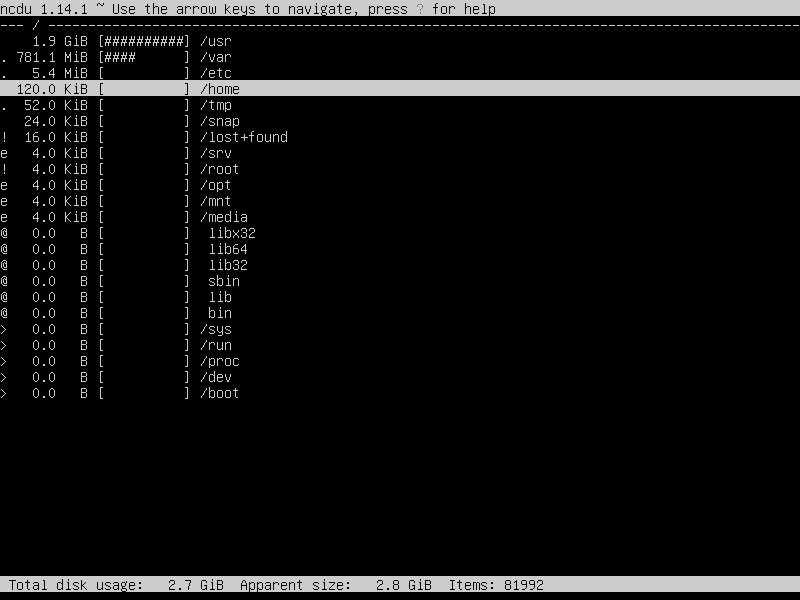 ncdu 1.14.1 ~ Use the arrow keys to navigate, press ? for help
--- / ----------------------------------------------------------------------------------------------
    1.9 GiB [##########] /usr
. 781.1 MiB [####      ] /var
.   5.4 MiB [          ] /etc
  120.0 KiB [          ] /home
.  52.0 KiB [          ] /tmp
   24.0 KiB [          ] /snap
!  16.0 KiB [          ] /lost+found
e   4.0 KiB [          ] /srv
!   4.0 KiB [          ] /root
e   4.0 KiB [          ] /opt
e   4.0 KiB [          ] /mnt
e   4.0 KiB [          ] /media
@   0.0   B [          ]  libx32
@   0.0   B [          ]  lib64
@   0.0   B [          ]  lib32
@   0.0   B [          ]  sbin
@   0.0   B [          ]  lib
@   0.0   B [          ]  bin
>   0.0   B [          ] /sys
>   0.0   B [          ] /run
>   0.0   B [          ] /proc
>   0.0   B [          ] /dev
>   0.0   B [          ] /boot
 Total disk usage:   2.7 GiB  Apparent size:   2.8 GiB  Items: 81992